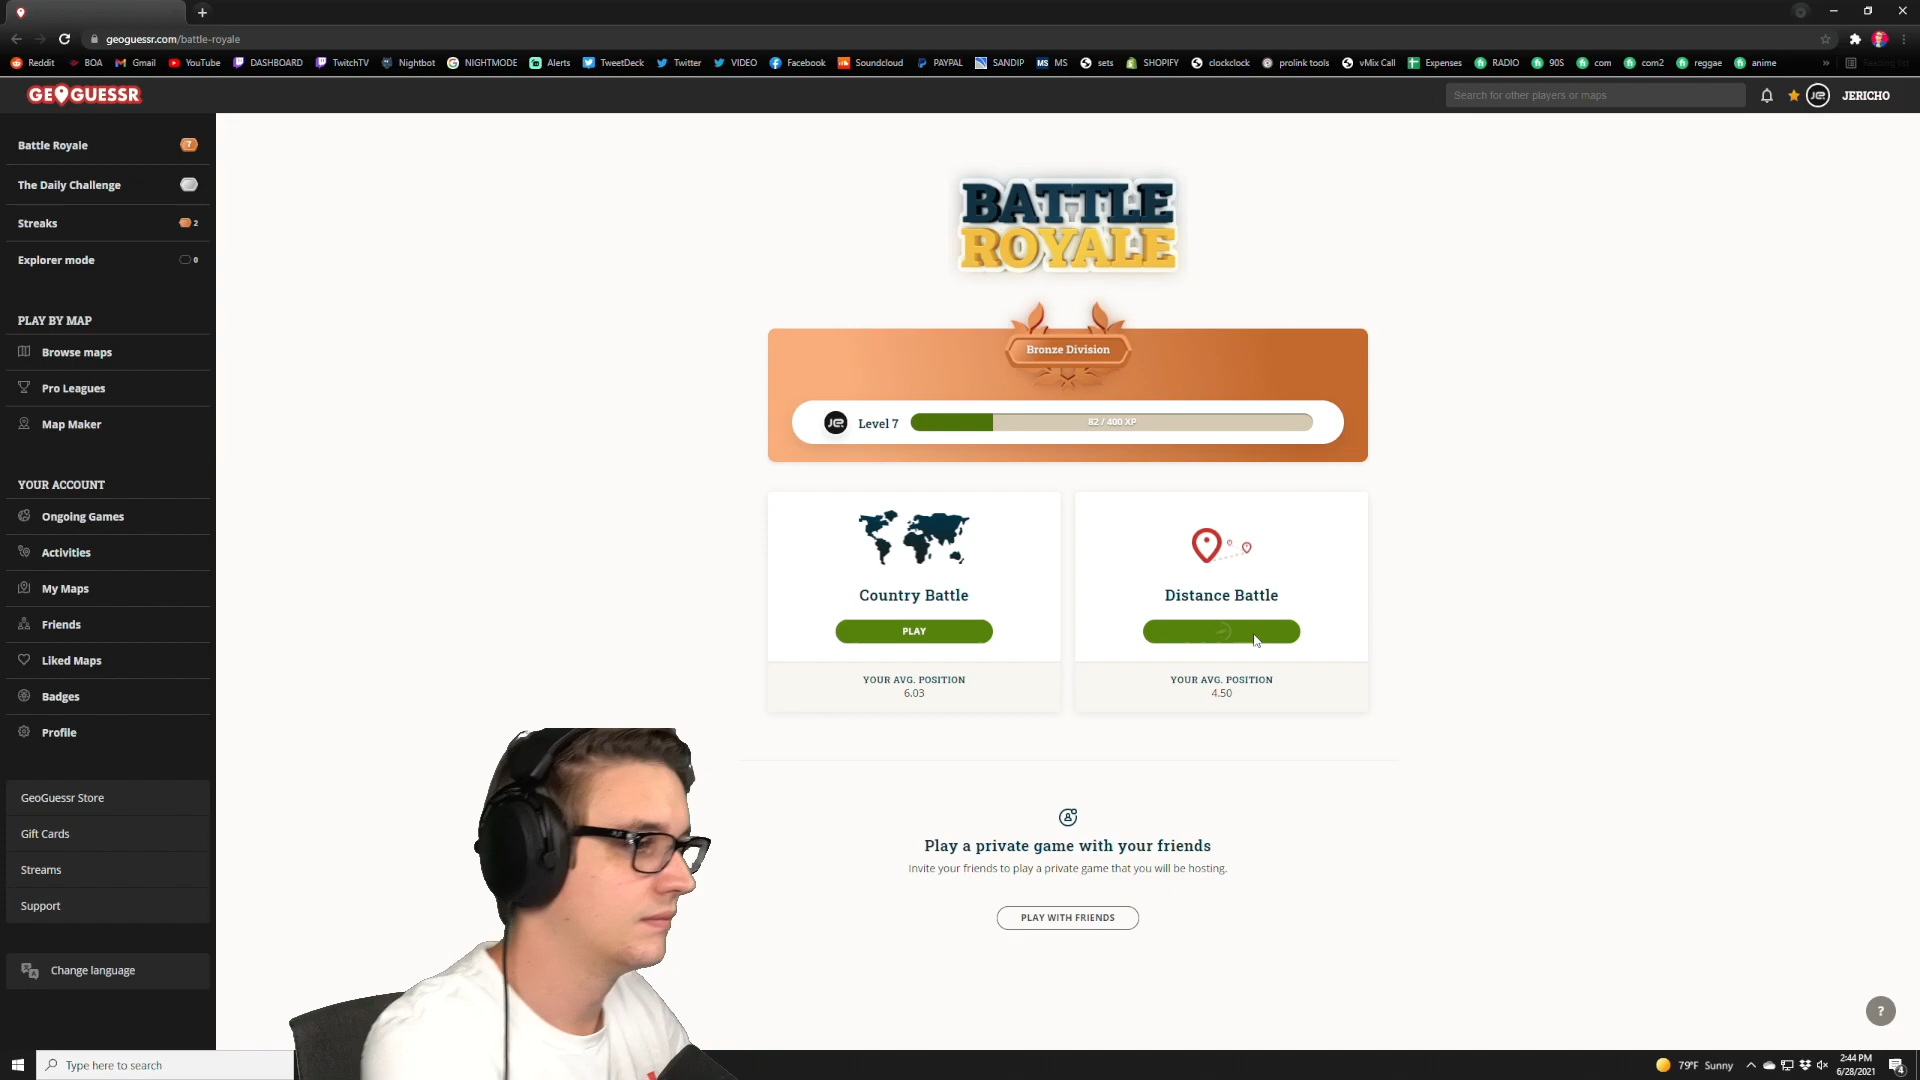 geoguessr.com/battle-royale
Reddit BOA Gmail YouTube DASHBOARD TwitchTV Nightbot NIGHTMODE Alerts TweetDeck Twitter VIDEO Facebook Soundcloud PAYPAL SANDIP MS MS sets SHOPIFY clockclock prolink tools vMix Call Expenses RADIO 90S com com2 reggae anime » Reading list
GEOGUESSR
Search for other players or maps
JE JERICHO
Battle Royale 7
The Daily Challenge
Streaks 2
Explorer mode 0
PLAY BY MAP
Browse maps
Pro Leagues
Map Maker
YOUR ACCOUNT
Ongoing Games
Activities
My Maps
Friends
Liked Maps
Badges
Profile
GeoGuessr Store
Gift Cards
Streams
Support
Change language
BATTLE
ROYALE
Bronze Division
JE Level 7 82 / 400 XP
Country Battle
PLAY
YOUR AVG. POSITION
6.03
Distance Battle
YOUR AVG. POSITION
4.50
Play a private game with your friends
Invite your friends to play a private game that you will be hosting.
PLAY WITH FRIENDS
?
Type here to search
79°F Sunny
2:44 PM
6/28/2021
4